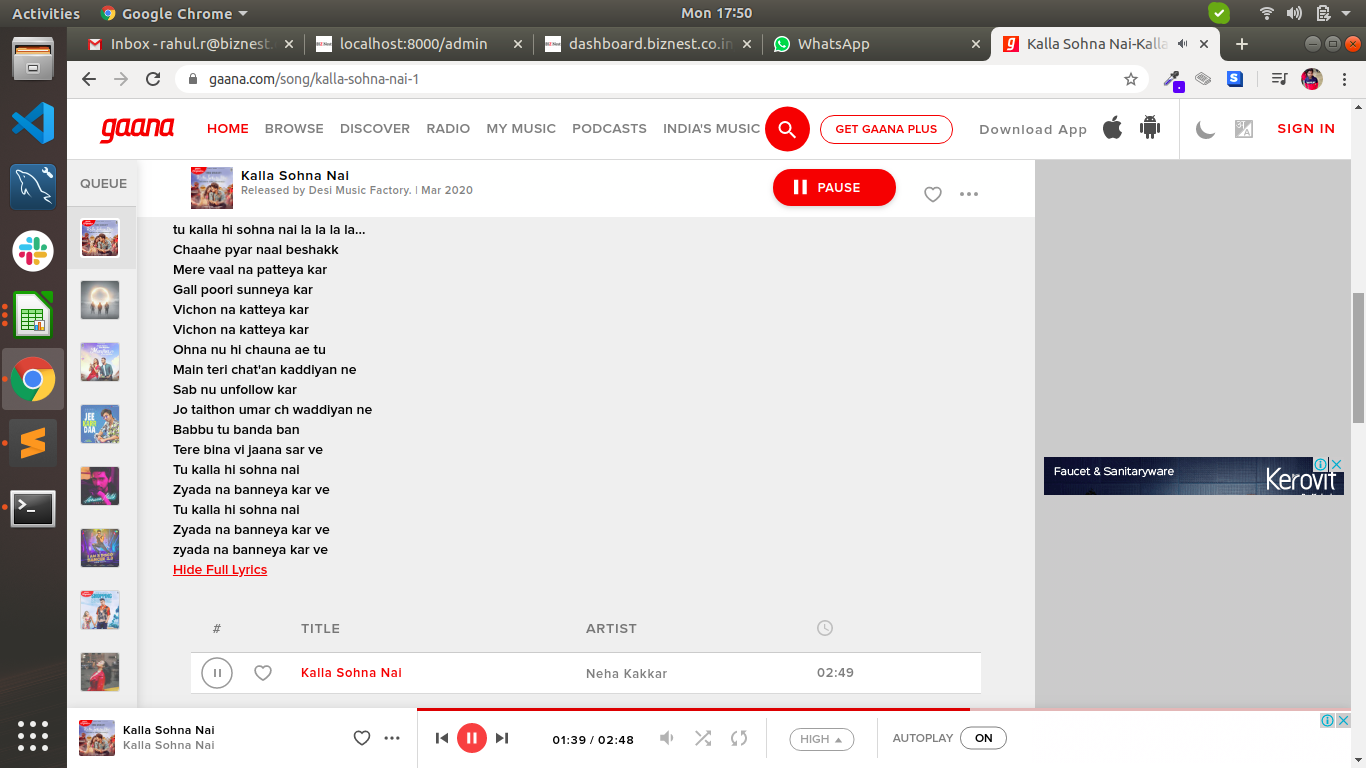 Activities Google Chrome Mon 17:50
Inbox - rahul.r@biznest. localhost:8000/admin dashboard.biznest.co.in WhatsApp Kalla Sohna Nai-Kalla
gaana.com/song/kalla-sohna-nai-1
gaana HOME BROWSE DISCOVER RADIO MY MUSIC PODCASTS INDIA'S MUSIC GET GAANA PLUS Download App SIGN IN
QUEUE
Kalla Sohna Nai
Released by Desi Music Factory. | Mar 2020
PAUSE
tu kalla hi sohna nai la la la la...
Chaahe pyar naal beshakk
Mere vaal na patteya kar
Gall poori sunneya kar
Vichon na katteya kar
Vichon na katteya kar
Ohna nu hi chauna ae tu
Main teri chat'an kaddiyan ne
Sab nu unfollow kar
Jo taithon umar ch waddiyan ne
Babbu tu banda ban
Tere bina vi jaana sar ve
Tu kalla hi sohna nai
Zyada na banneya kar ve
Tu kalla hi sohna nai
Zyada na banneya kar ve
zyada na banneya kar ve
Hide Full Lyrics
Faucet & Sanitaryware
Kerovit
JEE
DAA
# TITLE ARTIST
Kalla Sohna Nai Neha Kakkar 02:49
Kalla Sohna Nai
Kalla Sohna Nai
01:39 / 02:48 HIGH AUTOPLAY ON